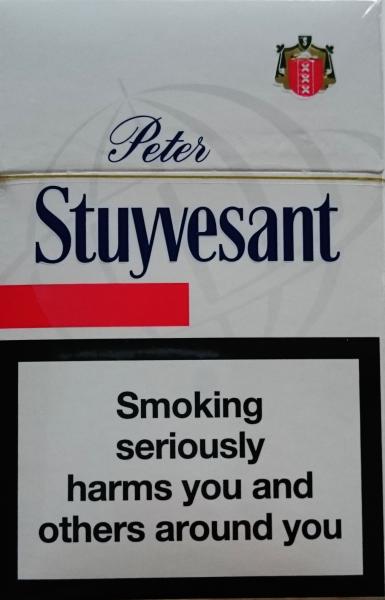 Peter
Stuyvesant
Smoking
seriously
harms you and
others around you